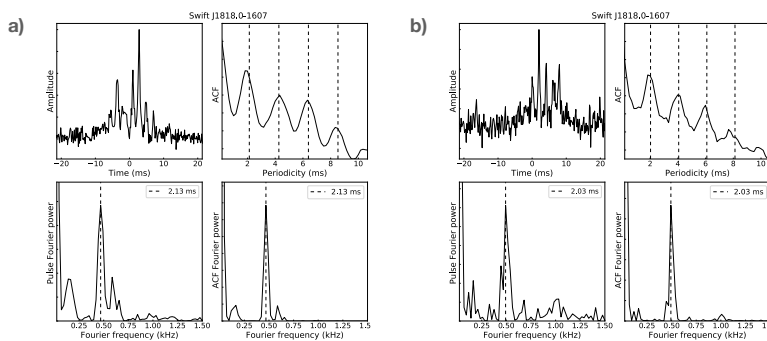 a)
Swift J1818.0-1607
Amplitude
ACF
−20 −10 0 10 20
Time (ms)
2 4 6 8 10
Periodicity (ms)
Pulse Fourier power
2.13 ms
ACF Fourier power
2.13 ms
0.25 0.50 0.75 1.00 1.25 1.50
Fourier frequency (kHz)
0.25 0.50 0.75 1.00 1.25 1.5
Fourier frequency (kHz)
b)
Swift J1818.0-1607
Amplitude
ACF
−20 −10 0 10 20
Time (ms)
2 4 6 8 10
Periodicity (ms)
Pulse Fourier power
2.03 ms
ACF Fourier power
2.03 ms
0.25 0.50 0.75 1.00 1.25 1.50
Fourier frequency (kHz)
0.25 0.50 0.75 1.00 1.25 1.5
Fourier frequency (kHz)